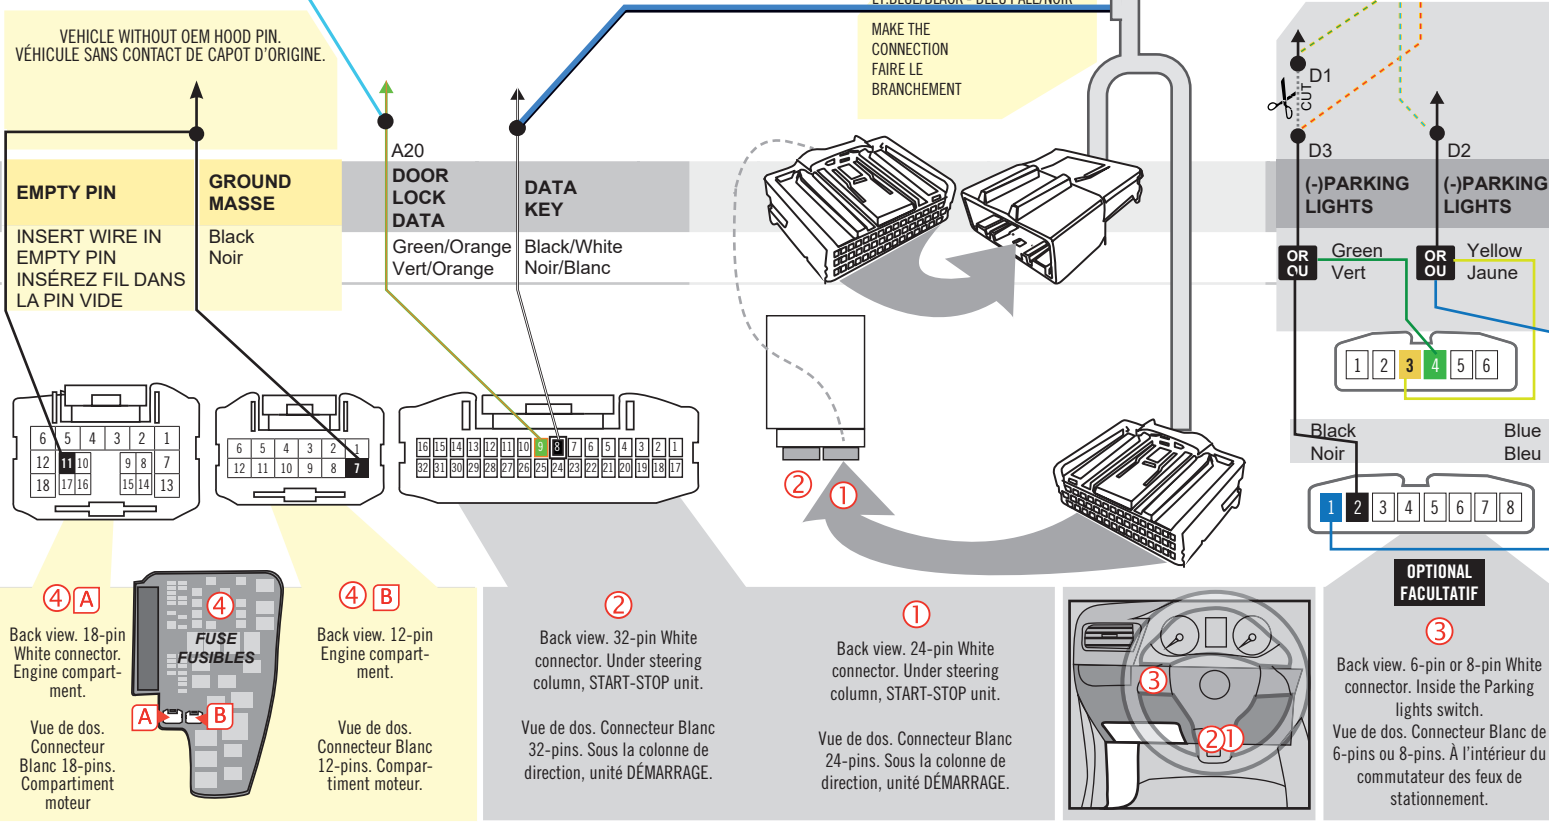 VEHICLE WITHOUT OEM HOOD PIN.
VÉHICULE SANS CONTACT DE CAPOT D'ORIGINE.
LT.BLUE/BLACK - BLEU PÂLE/NOIR
MAKE THE
CONNECTION
FAIRE LE
BRANCHEMENT
EMPTY PIN
INSERT WIRE IN
EMPTY PIN
INSÉREZ FIL DANS
LA PIN VIDE
GROUND
MASSE
Black
Noir
A20
DOOR
LOCK
DATA
Green/Orange
Vert/Orange
DATA
KEY
Black/White
Noir/Blanc
D1
CUT
D3
(-)PARKING
LIGHTS
OR
OU
Green
Vert
D2
(-)PARKING
LIGHTS
OR
OU
Yellow
Jaune
1 2 3 4 5 6
Black
Noir
Blue
Bleu
1 2 3 4 5 6 7 8
6 5 4 3 2 1
12 11 10 9 8 7
18 17 16 15 14 13
6 5 4 3 2 1
12 11 10 9 8 7
16 15 14 13 12 11 10 9 8 7 6 5 4 3 2 1
32 31 30 29 28 27 26 25 24 23 22 21 20 19 18 17
2
1
4 A
Back view. 18-pin
White connector.
Engine compart-
ment.
Vue de dos.
Connecteur
Blanc 18-pins.
Compartiment
moteur
4
FUSE
FUSIBLES
A
B
4 B
Back view. 12-pin
Engine compart-
ment.
Vue de dos.
Connecteur Blanc
12-pins. Compar-
timent moteur.
2
Back view. 32-pin White
connector. Under steering
column, START-STOP unit.
Vue de dos. Connecteur Blanc
32-pins. Sous la colonne de
direction, unité DÉMARRAGE.
1
Back view. 24-pin White
connector. Under steering
column, START-STOP unit.
Vue de dos. Connecteur Blanc
24-pins. Sous la colonne de
direction, unité DÉMARRAGE.
3
2 1
OPTIONAL
FACULTATIF
3
Back view. 6-pin or 8-pin White
connector. Inside the Parking
lights switch.
Vue de dos. Connecteur Blanc de
6-pins ou 8-pins. À l'intérieur du
commutateur des feux de
stationnement.